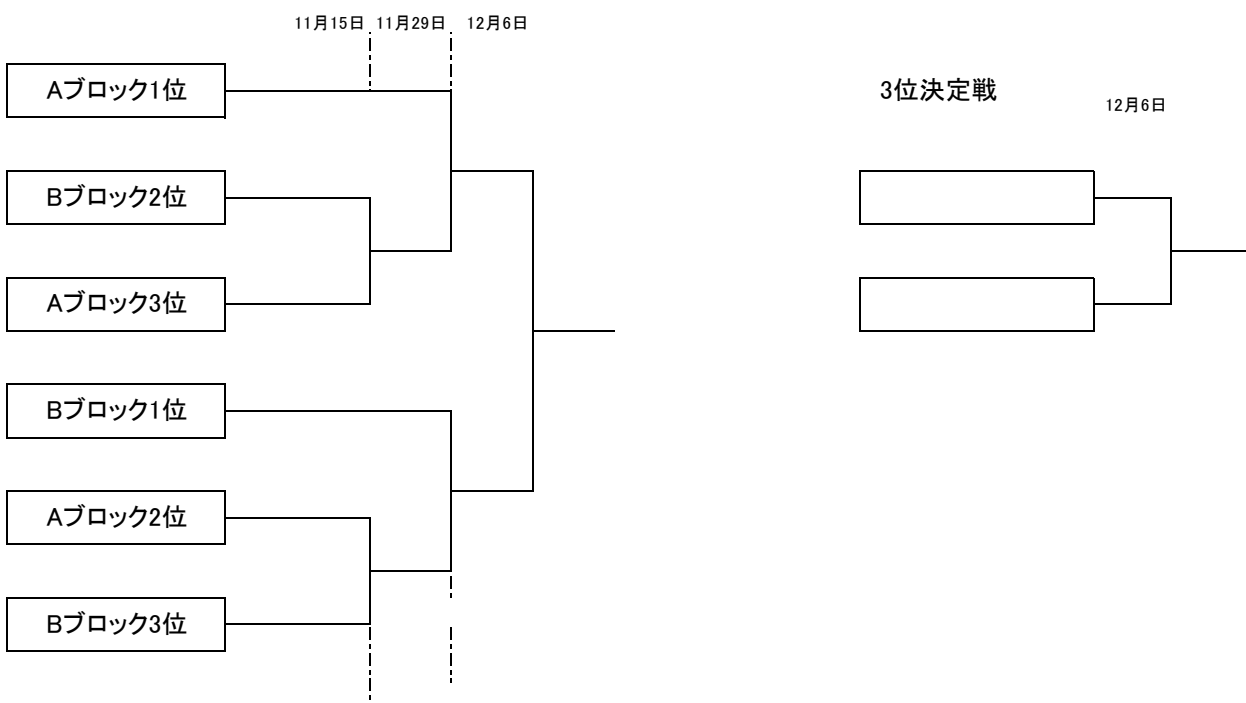 11月15日 11月29日 12月6日
Aブロック1位
Bブロック2位
Aブロック3位
Bブロック1位
Aブロック2位
Bブロック3位
3位決定戦
12月6日